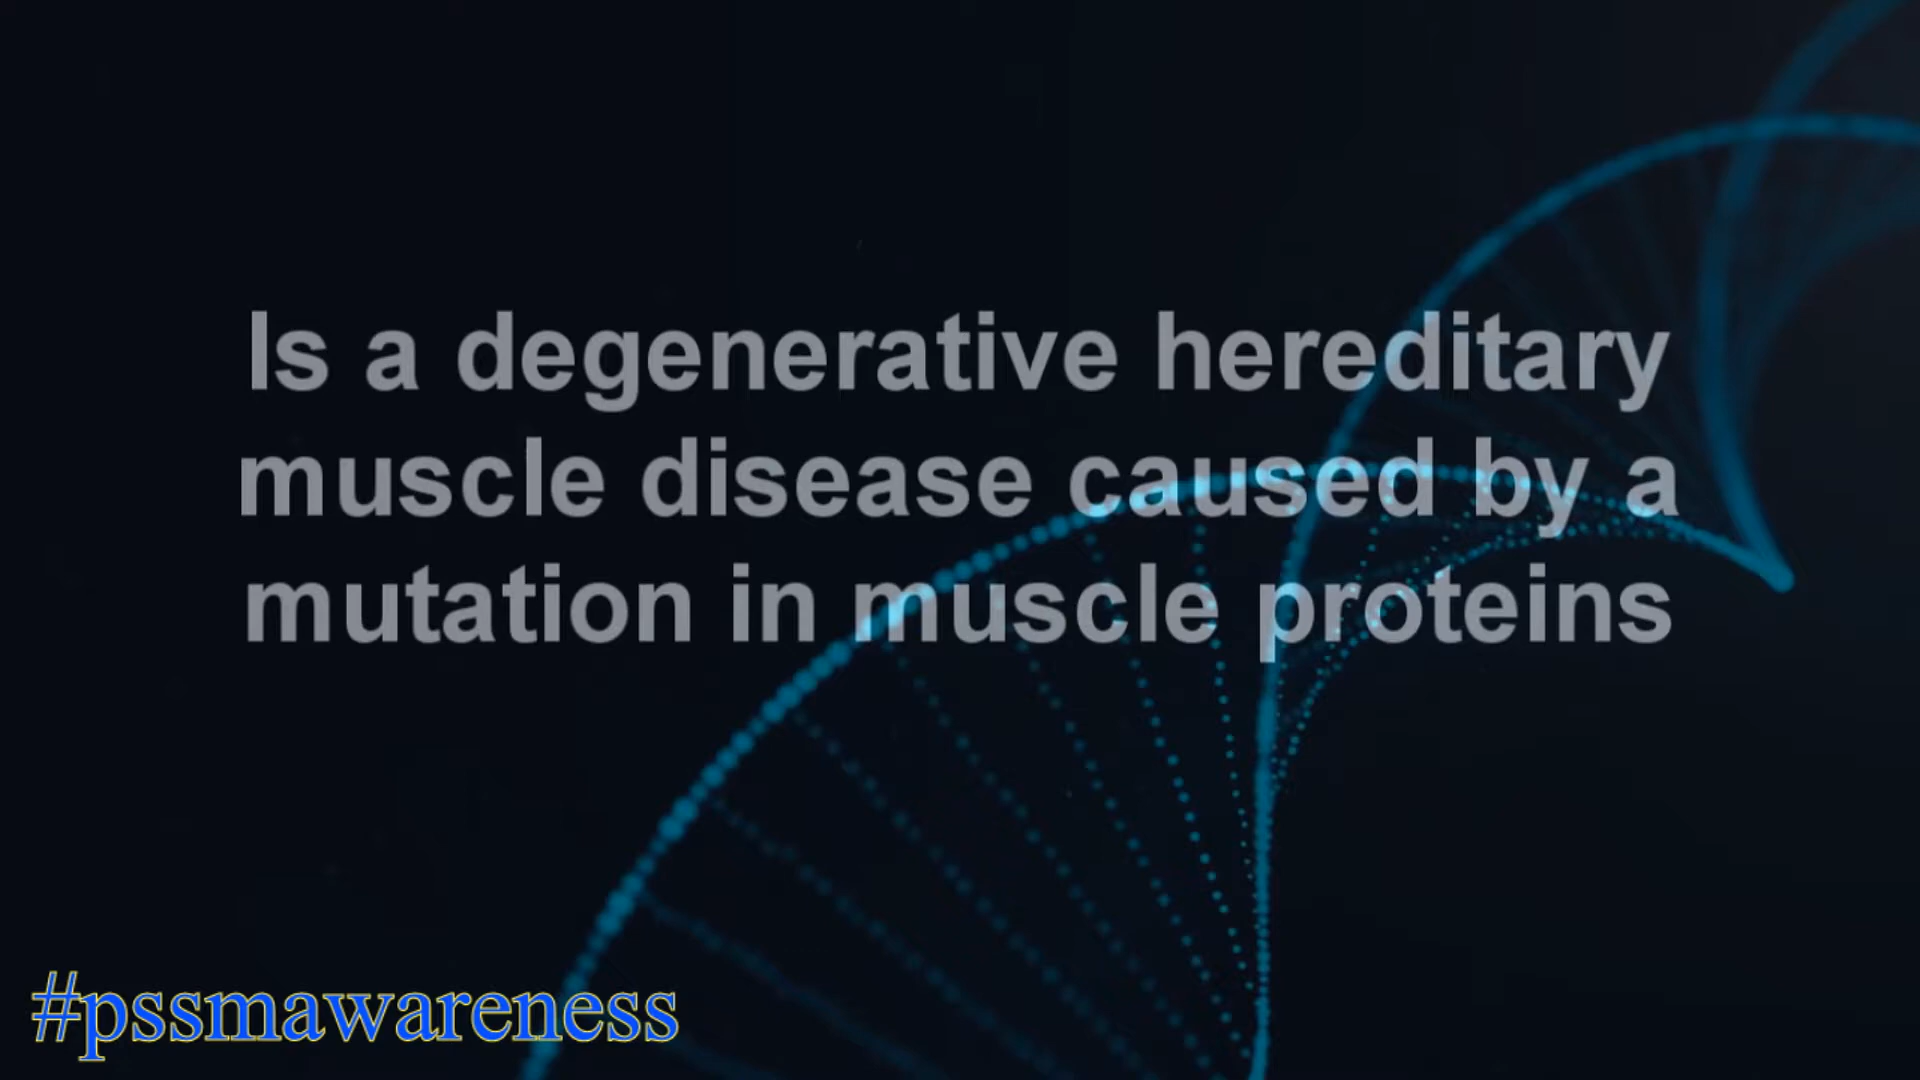 Is a degenerative hereditary
muscle disease caused by a
mutation in muscle proteins
#pssmawareness